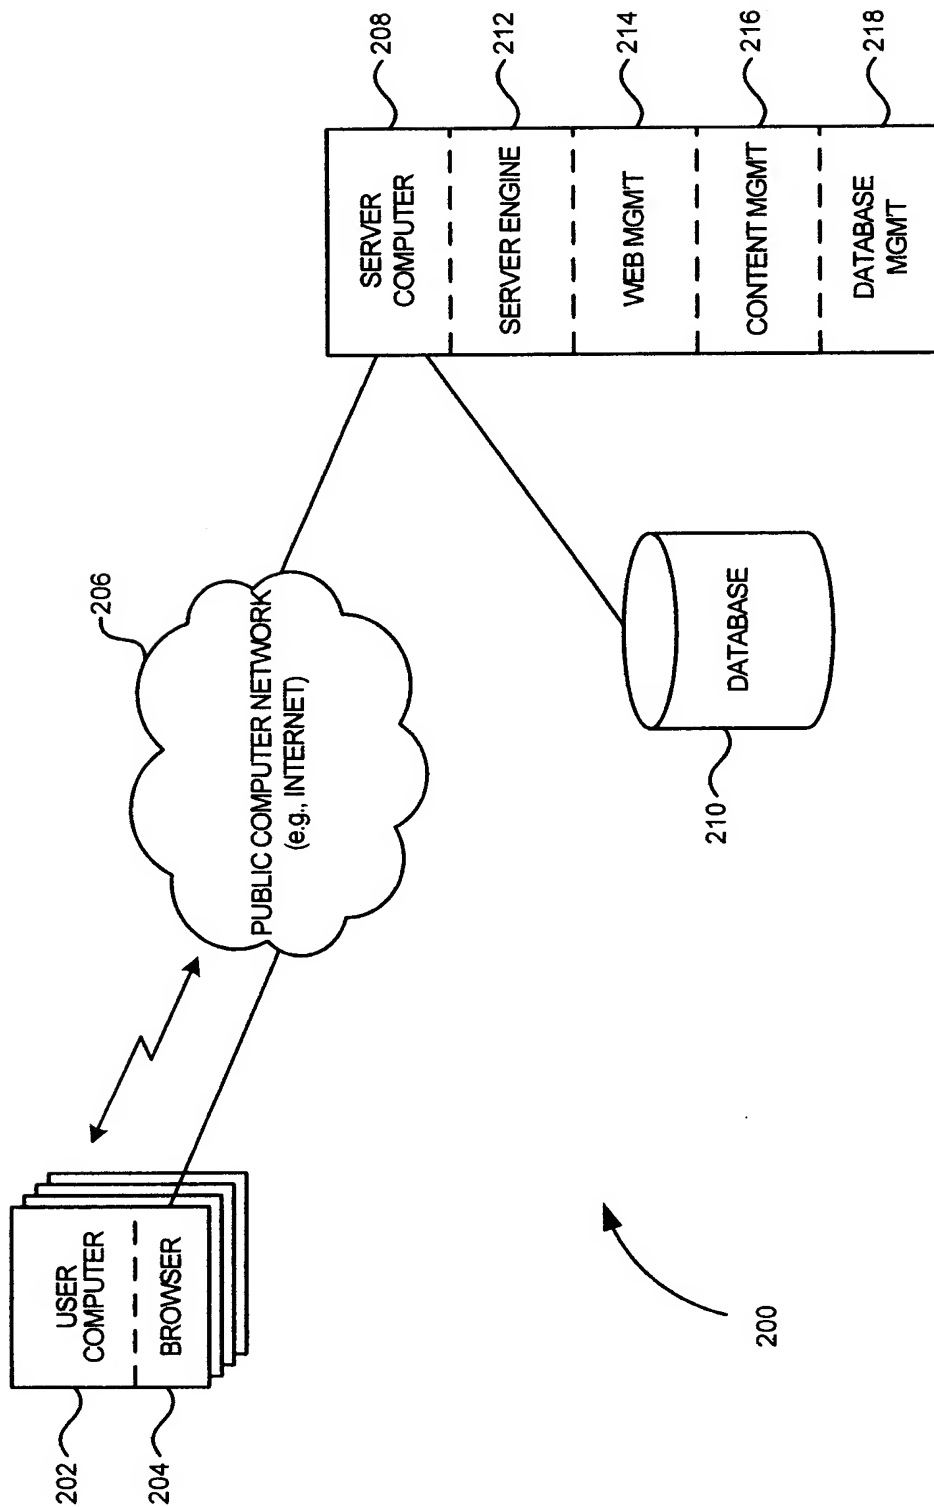 202
USER
COMPUTER
204
BROWSER
206
PUBLIC COMPUTER NETWORK
(e.g., INTERNET)
SERVER
COMPUTER
208
SERVER ENGINE
212
WEB MGM'T
214
CONTENT MGM'T
216
DATABASE
MGM'T
218
210
DATABASE
200